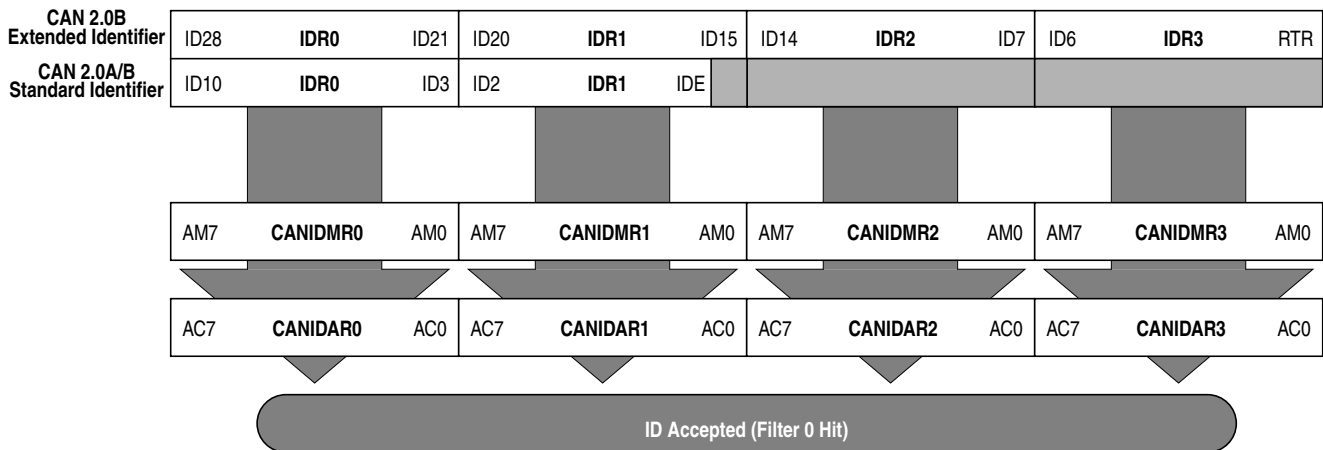 CAN 2.0B
Extended Identifier
ID28 IDR0 ID21 ID20 IDR1 ID15 ID14 IDR2 ID7 ID6 IDR3 RTR
CAN 2.0A/B
Standard Identifier
ID10 IDR0 ID3 ID2 IDR1 IDE
AM7 CANIDMR0 AM0 AM7 CANIDMR1 AM0 AM7 CANIDMR2 AM0 AM7 CANIDMR3 AM0
AC7 CANIDAR0 AC0 AC7 CANIDAR1 AC0 AC7 CANIDAR2 AC0 AC7 CANIDAR3 AC0
ID Accepted (Filter 0 Hit)